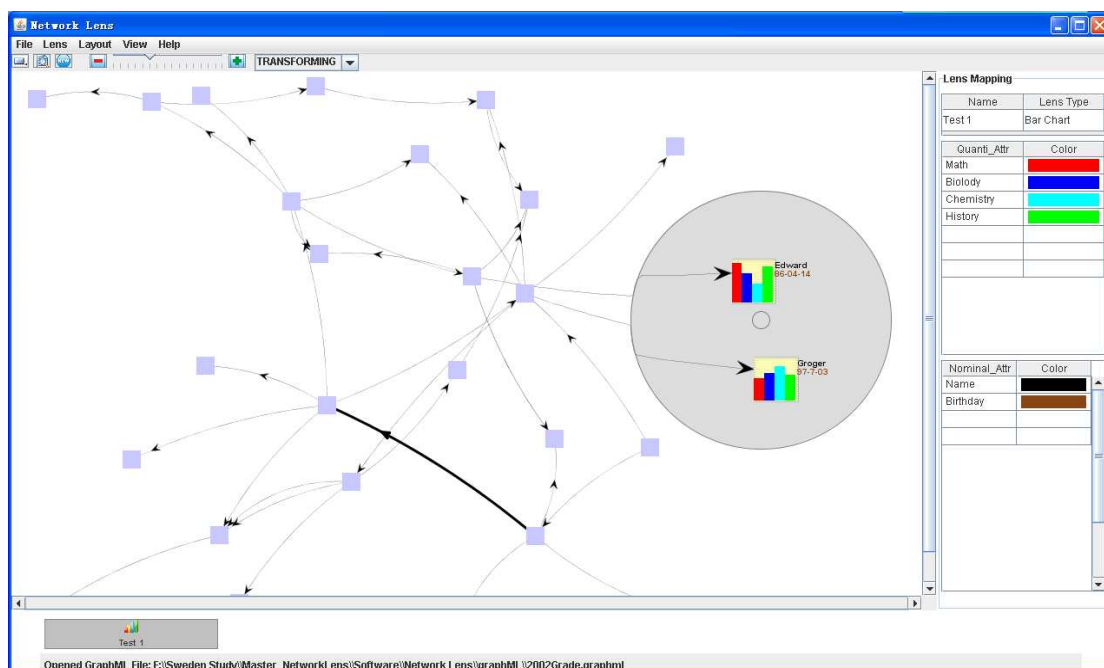 Network Lens
File Lens Layout View Help
NEW
TRANSFORMING
Lens Mapping
Name Lens Type
Test 1 Bar Chart
Quanti_Attr Color
Math
Biolody
Chemistry
History
Edward
86-04-14
Groger
97-7-03
Nominal_Attr Color
Name
Birthday
Test 1
Opened GraphML File: F:\\Sweden Study\\Master_NetworkLens\\Software\\Network Lens\\graphML\\2002Grade.graphml